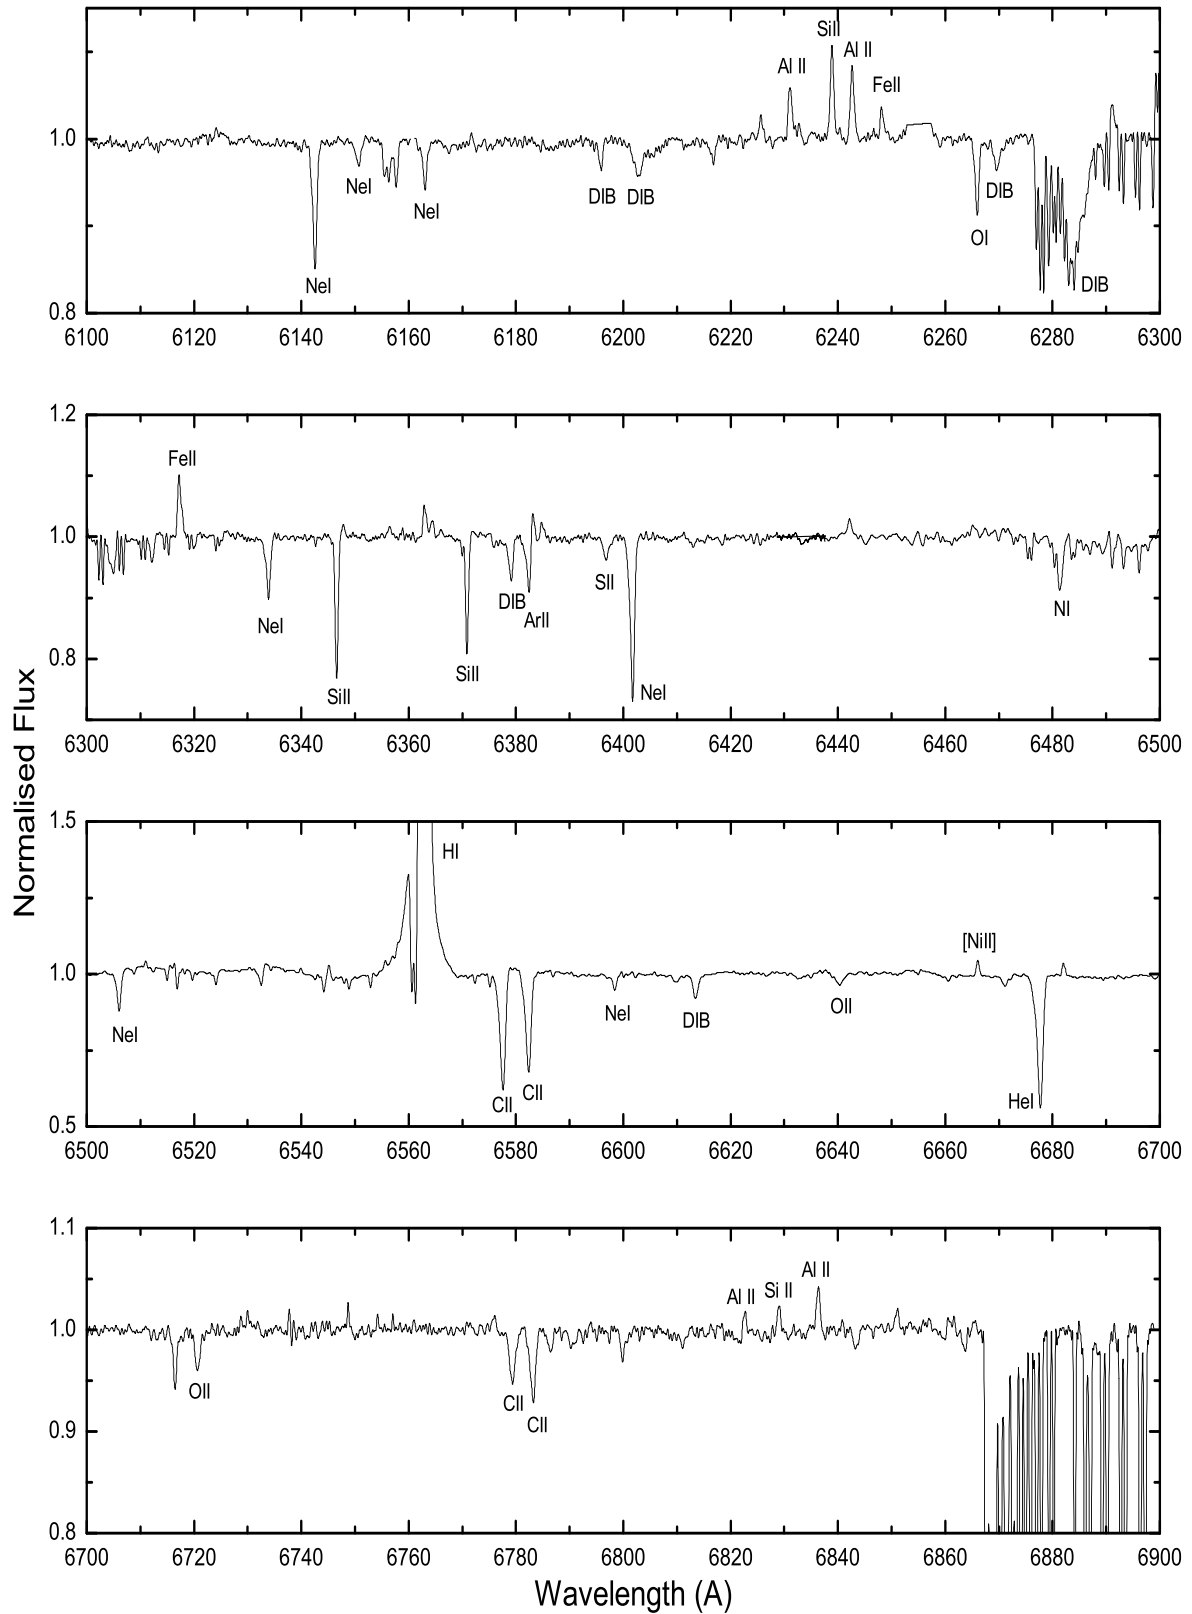 SiII
Al II
Al II
FeII
1.0
NeI
NeI
DIB
DIB
DIB
OI
NeI
DIB
0.8
6100 6120 6140 6160 6180 6200 6220 6240 6260 6280 6300
1.2
FeII
1.0
SII
DIB
NI
ArII
NeI
0.8
SiII
NeI
SiII
6300 6320 6340 6360 6380 6400 6420 6440 6460 6480 6500
Normalised Flux
1.5
HI
[NiII]
1.0
NeI
DIB
OII
NeI
CII
CII
HeI
0.5
6500 6520 6540 6560 6580 6600 6620 6640 6660 6680 6700
1.1
Al II
Si II
Al II
1.0
OII
CII
CII
0.9
0.8
6700 6720 6740 6760 6780 6800 6820 6840 6860 6880 6900
Wavelength (A)